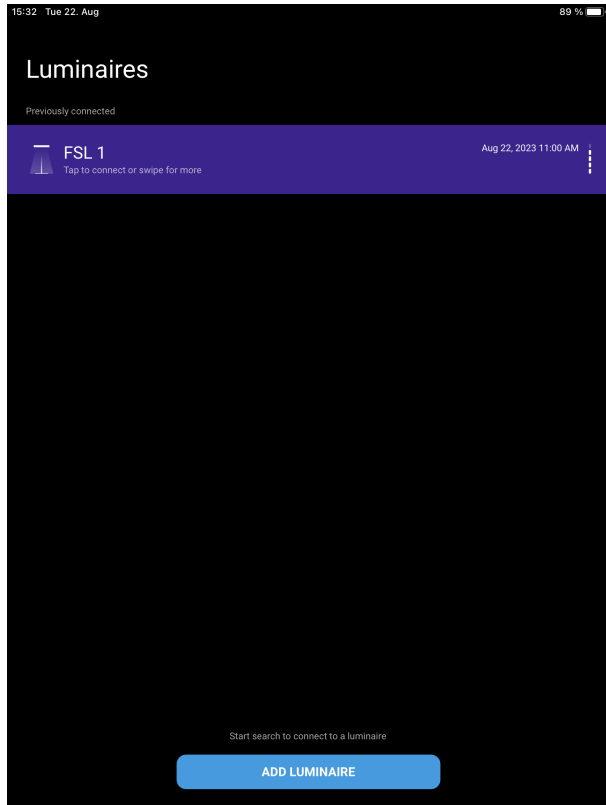 15:32 Tue 22. Aug 89 %
Luminaires
Previously connected
FSL 1
Aug 22, 2023 11:00 AM
Tap to connect or swipe for more
Start search to connect to a luminaire
ADD LUMINAIRE